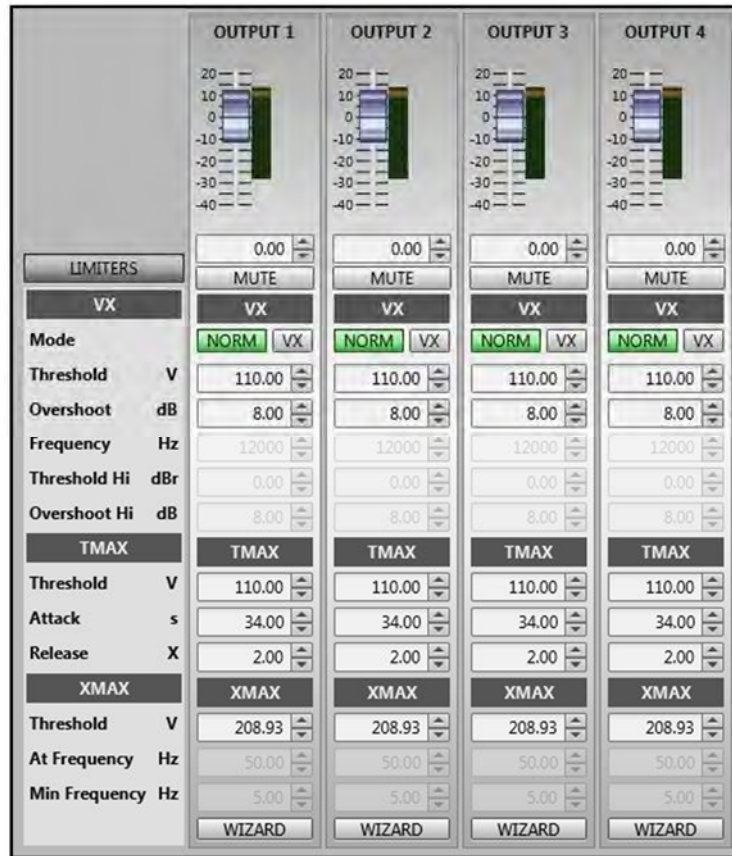 OUTPUT 1 OUTPUT 2 OUTPUT 3 OUTPUT 4
20 20 20 20
10 10 10 10
0 0 0 0
-10 -10 -10 -10
-20 -20 -20 -20
-30 -30 -30 -30
-40 -40 -40 -40
0.00 0.00 0.00 0.00
LIMITERS MUTE MUTE MUTE MUTE
VX VX VX VX VX
Mode NORM VX NORM VX NORM VX NORM VX
Threshold V 110.00 110.00 110.00 110.00
Overshoot dB 8.00 8.00 8.00 8.00
Frequency Hz 12000 12000 12000 12000
Threshold Hi dBr 0.00 0.00 0.00 0.00
Overshoot Hi dB 8.00 8.00 8.00 8.00
TMAX TMAX TMAX TMAX TMAX
Threshold V 110.00 110.00 110.00 110.00
Attack s 34.00 34.00 34.00 34.00
Release X 2.00 2.00 2.00 2.00
XMAX XMAX XMAX XMAX XMAX
Threshold V 208.93 208.93 208.93 208.93
At Frequency Hz 50.00 50.00 50.00 50.00
Min Frequency Hz 5.00 5.00 5.00 5.00
WIZARD WIZARD WIZARD WIZARD